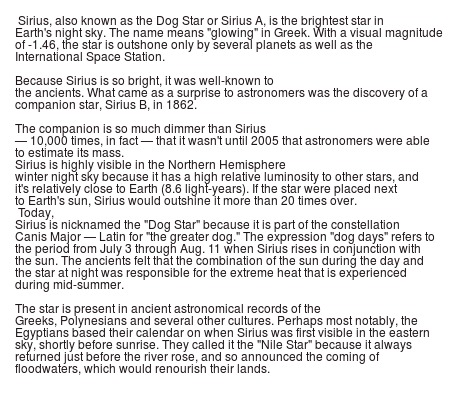 Sirius, also known as the Dog Star or Sirius A, is the brightest star in
Earth's night sky. The name means "glowing" in Greek. With a visual magnitude
of -1.46, the star is outshone only by several planets as well as the
International Space Station.
Because Sirius is so bright, it was well-known to
the ancients. What came as a surprise to astronomers was the discovery of a
companion star, Sirius B, in 1862.
The companion is so much dimmer than Sirius
— 10,000 times, in fact — that it wasn't until 2005 that astronomers were able
to estimate its mass.
Sirius is highly visible in the Northern Hemisphere
winter night sky because it has a high relative luminosity to other stars, and
it's relatively close to Earth (8.6 light-years). If the star were placed next
to Earth's sun, Sirius would outshine it more than 20 times over.
Today,
Sirius is nicknamed the "Dog Star" because it is part of the constellation
Canis Major — Latin for "the greater dog." The expression "dog days" refers to
the period from July 3 through Aug. 11 when Sirius rises in conjunction with
the sun. The ancients felt that the combination of the sun during the day and
the star at night was responsible for the extreme heat that is experienced
during mid-summer.
The star is present in ancient astronomical records of the
Greeks, Polynesians and several other cultures. Perhaps most notably, the
Egyptians based their calendar on when Sirius was first visible in the eastern
sky, shortly before sunrise. They called it the "Nile Star" because it always
returned just before the river rose, and so announced the coming of
floodwaters, which would renourish their lands.